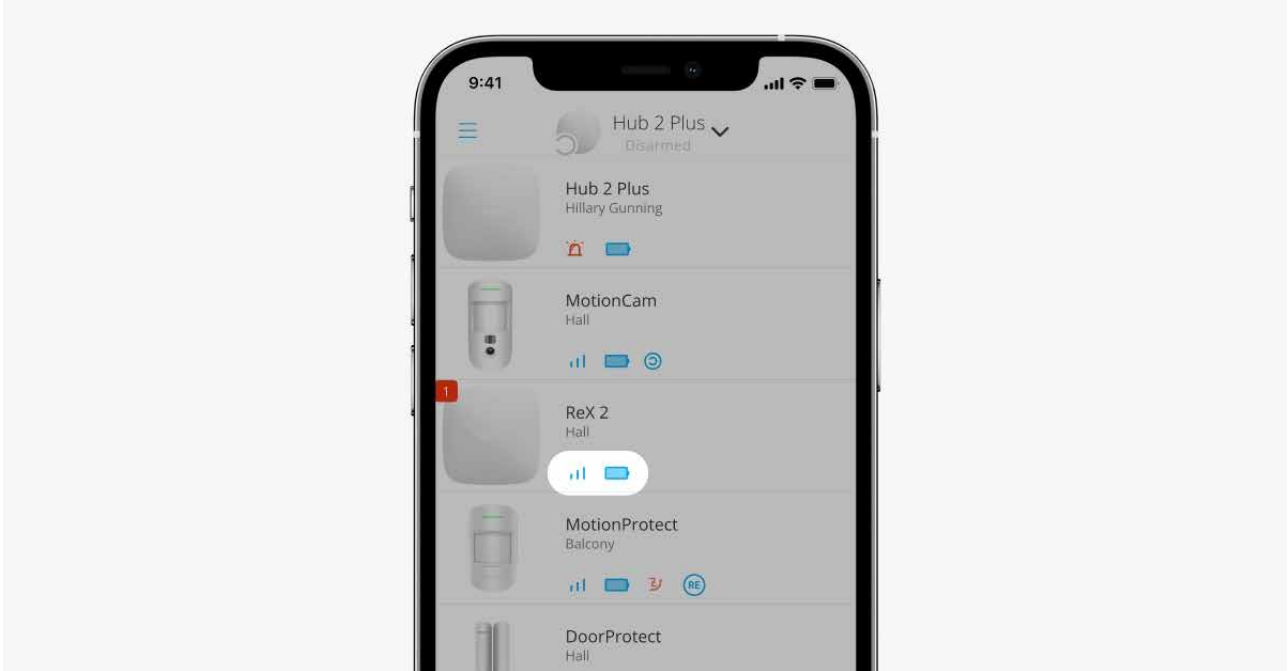 9:41
Hub 2 Plus
Disarmed
Hub 2 Plus
Hillary Gunning
MotionCam
Hall
1
ReX 2
Hall
MotionProtect
Balcony
RE
DoorProtect
Hall